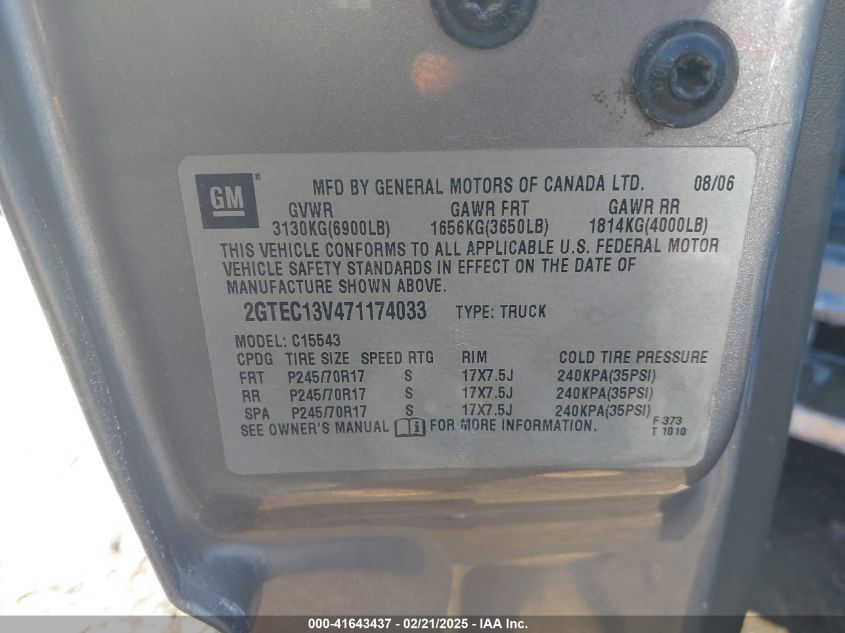 GM ® MFD BY GENERAL MOTORS OF CANADA LTD. 08/06
GVWR GAWR FRT GAWR RR
3130KG(6900LB) 1656KG(3650LB) 1814KG(4000LB)
THIS VEHICLE CONFORMS TO ALL APPLICABLE U.S. FEDERAL MOTOR
VEHICLE SAFETY STANDARDS IN EFFECT ON THE DATE OF
MANUFACTURE SHOWN ABOVE.
2GTEC13V471174033 TYPE: TRUCK
MODEL: C15543
CPDG TIRE SIZE SPEED RTG RIM COLD TIRE PRESSURE
FRT P245/70R17 S 17X7.5J 240KPA(35PSI)
RR P245/70R17 S 17X7.5J 240KPA(35PSI)
SPA P245/70R17 S 17X7.5J 240KPA(35PSI)
SEE OWNER'S MANUAL i FOR MORE INFORMATION.
F 373
T 1010
000-41643437 - 02/21/2025 - IAA Inc.